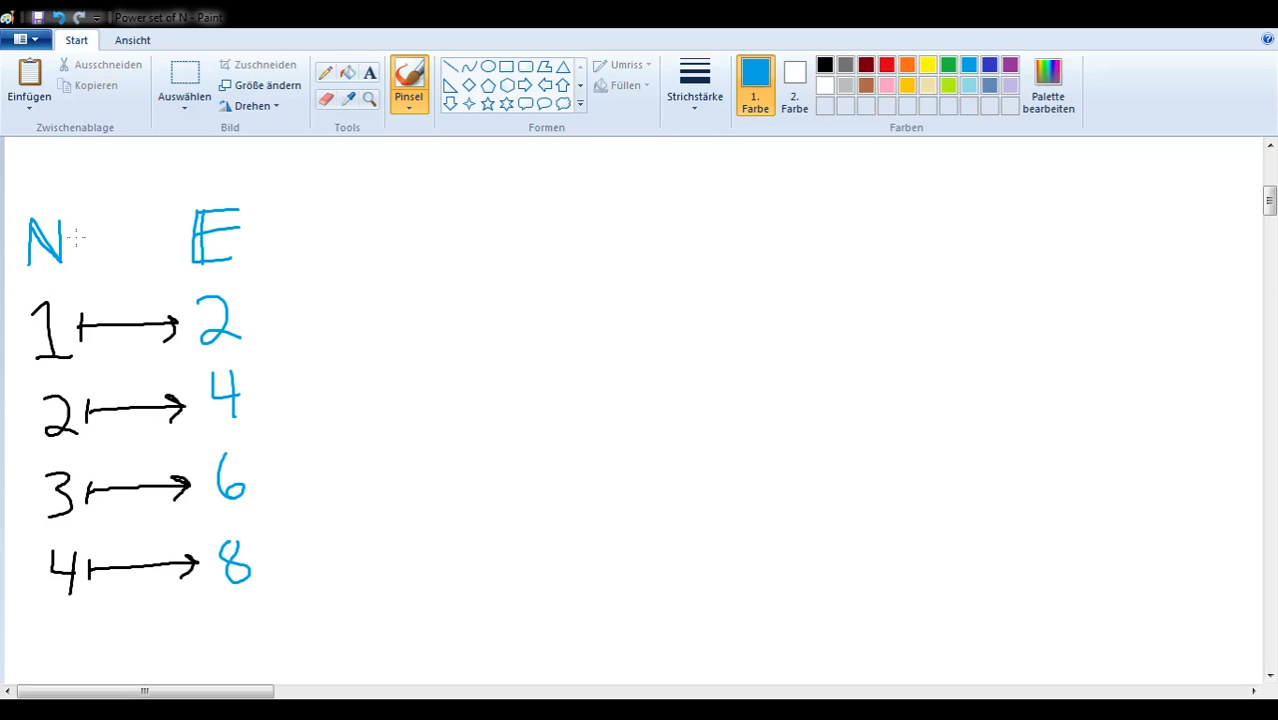 Power set of N - Paint
Start Ansicht
Einfügen
Ausschneiden
Kopieren
Zwischenablage
Auswählen
Zuschneiden
Größe ändern
Drehen
Bild
A
Tools
Pinsel
Formen
Umriss
Füllen
Strichstärke
1. Farbe
2. Farbe
Farben
Palette bearbeiten
N E
1 ↦ 2
2 ↦ 4
3 ↦ 6
4 ↦ 8